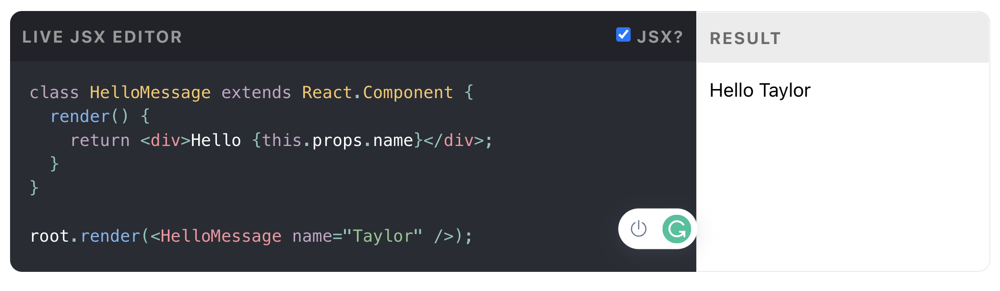 LIVE JSX EDITOR
JSX?
class HelloMessage extends React.Component {
  render() {
    return <div>Hello {this.props.name}</div>;
  }
}
root.render(<HelloMessage name="Taylor" />);
RESULT
Hello Taylor